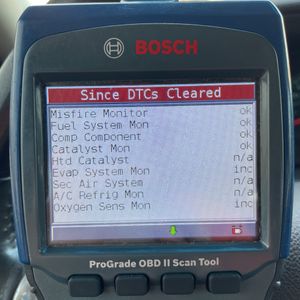 BOSCH
Since DTCs Cleared
Misfire Monitor ok
Fuel System Mon ok
Comp Component ok
Catalyst Mon ok
Htd Catalyst n/a
Evap System Mon inc
Sec Air System n/a
A/C Refrig Mon n/a
Oxygen Sens Mon inc
ProGrade OBD II Scan Tool